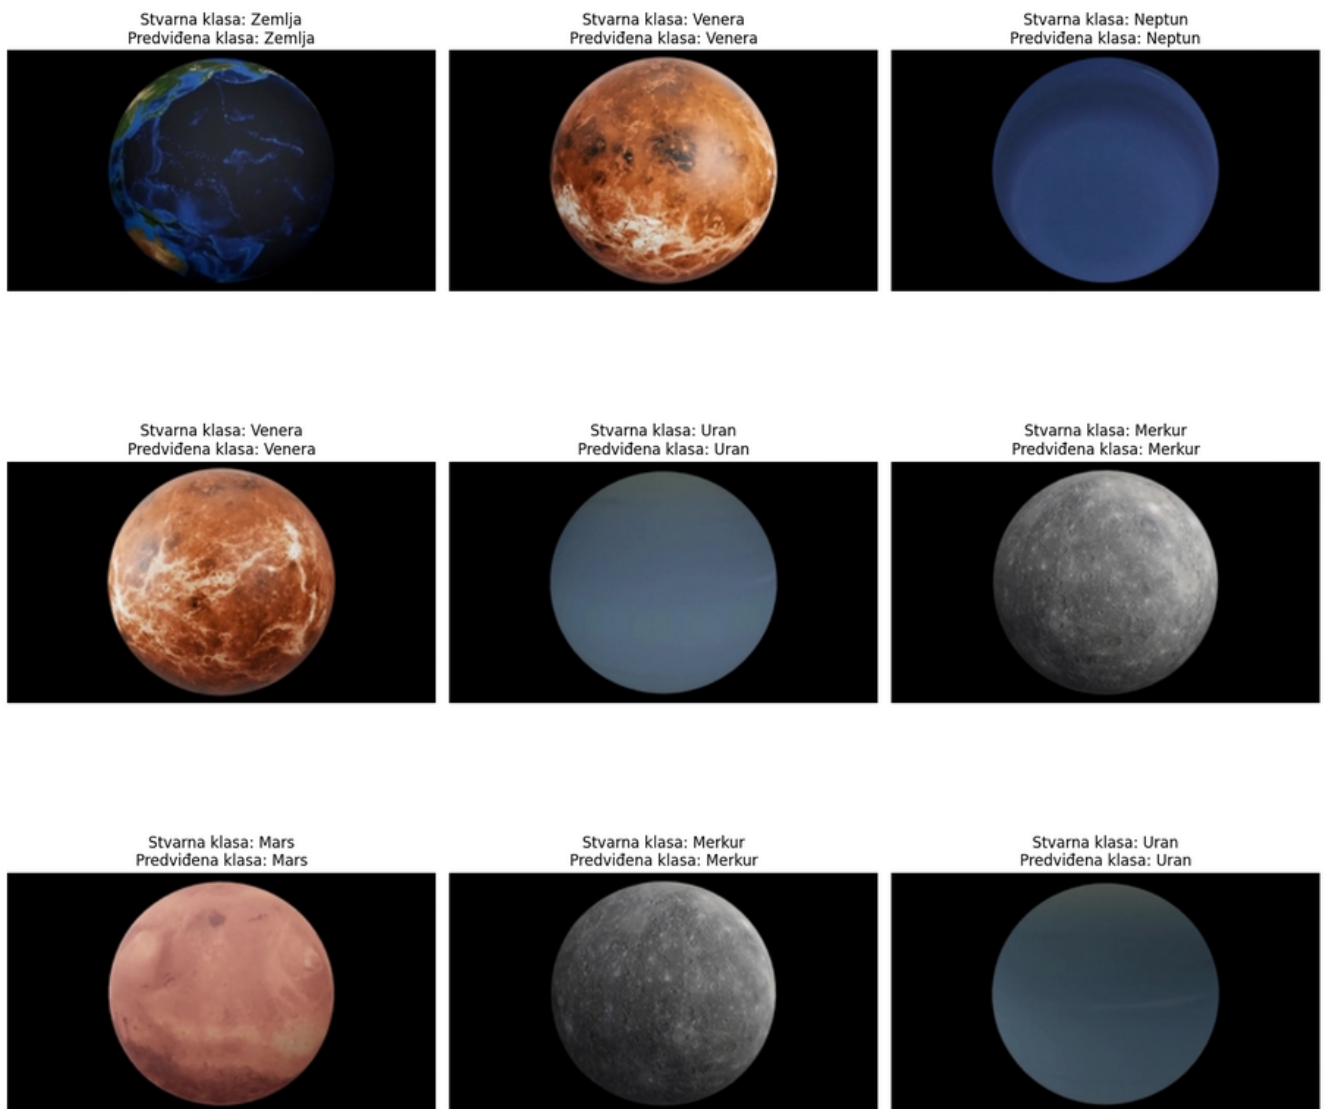 Stvarna klasa: Zemlja
Predviđena klasa: Zemlja
Stvarna klasa: Venera
Predviđena klasa: Venera
Stvarna klasa: Neptun
Predviđena klasa: Neptun
Stvarna klasa: Venera
Predviđena klasa: Venera
Stvarna klasa: Uran
Predviđena klasa: Uran
Stvarna klasa: Merkur
Predviđena klasa: Merkur
Stvarna klasa: Mars
Predviđena klasa: Mars
Stvarna klasa: Merkur
Predviđena klasa: Merkur
Stvarna klasa: Uran
Predviđena klasa: Uran